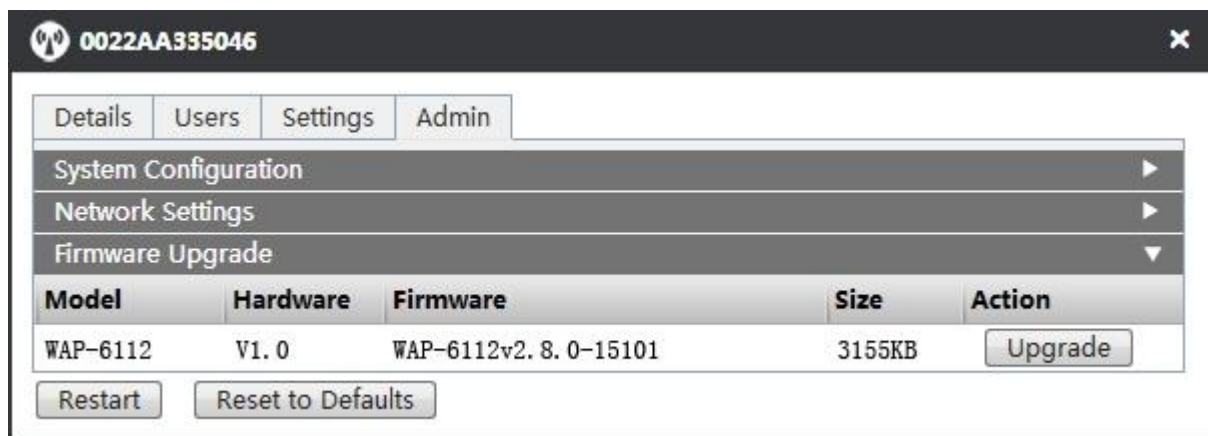 0022AA335046
Details Users Settings Admin
System Configuration
Network Settings
Firmware Upgrade
Model Hardware Firmware Size Action
WAP-6112 V1.0 WAP-6112v2.8.0-15101 3155KB Upgrade
Restart Reset to Defaults